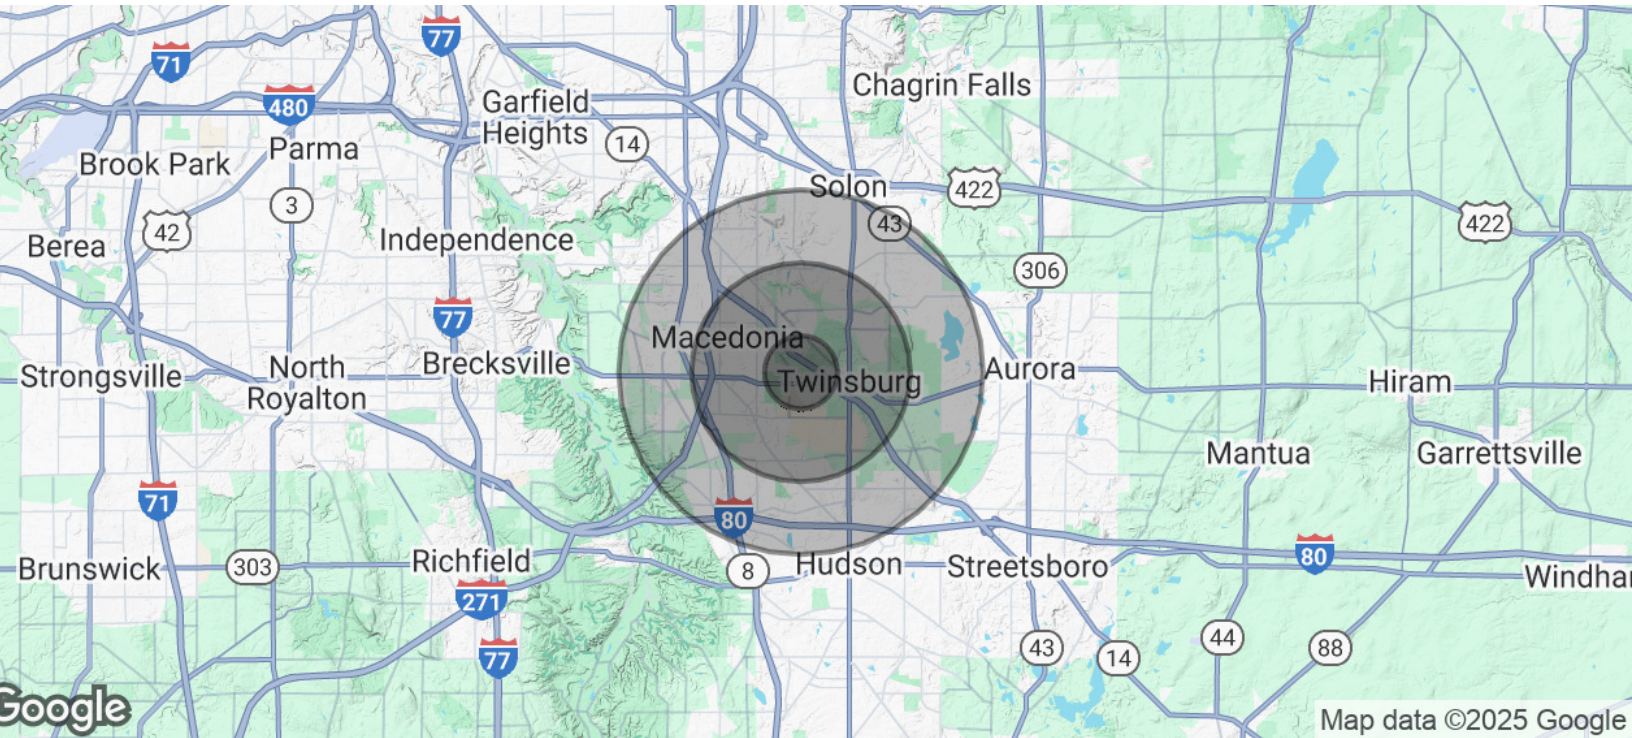 77
71
Chagrin Falls
480
Garfield
Heights
14
Parma
Brook Park
Solon
422
3
42
43
422
Berea
Independence
306
77
Macedonia
Brecksville
North
Royalton
Strongsville
Twinsburg
Aurora
Hiram
Mantua
Garrettsville
71
80
Brunswick
303
Richfield
8
Hudson
Streetsboro
80
Windhar
271
77
43
14
44
88
Google
Map data ©2025 Google